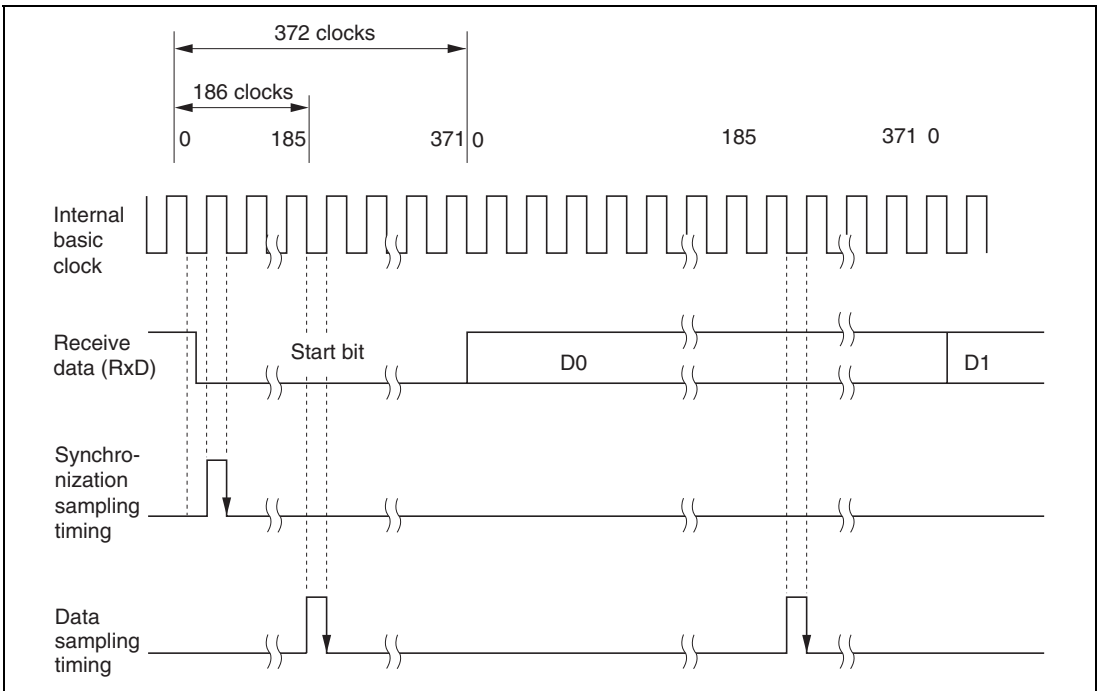 372 clocks
186 clocks
0 185 371 0 185 371 0
Internal
basic
clock
Receive
data (RxD)
Start bit
D0
D1
Synchro-
nization
sampling
timing
Data
sampling
timing